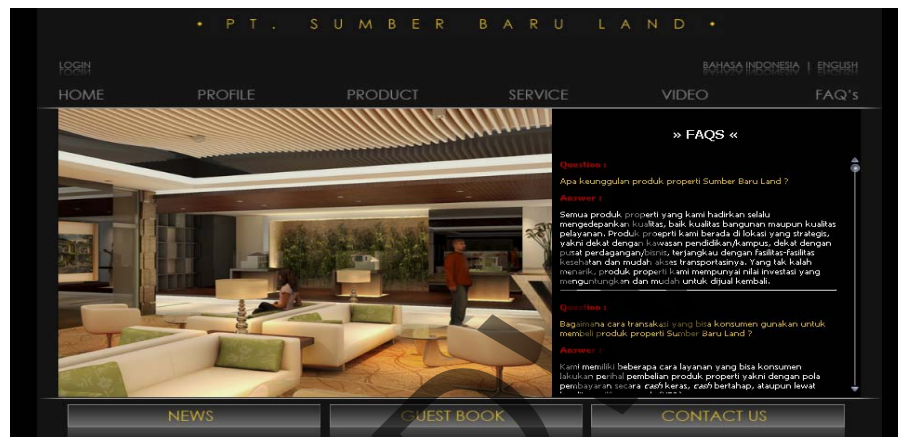 • PT. SUMBER BARU LAND •
LOGIN
BAHASA INDONESIA | ENGLISH
HOME PROFILE PRODUCT SERVICE VIDEO FAQ's
» FAQS «
Question :
Apa keunggulan produk properti Sumber Baru Land ?
Answer :
Semua produk properti yang kami hadirkan selalu
mengedepankan kualitas, baik kualitas bangunan maupun kualitas
pelayanan. Produk proeprti kami berada di lokasi yang strategis,
yakni dekat dengan kawasan pendidikan/kampus, dekat dengan
pusat perdagangan/bisnis, terjangkau dengan fasilitas-fasilitas
kesehatan dan mudah akses transportasinya. Yang tak kalah
menarik, produk properti kami mempunyai nilai investasi yang
menguntungkan dan mudah untuk dijual kembali.
Question :
Bagaimana cara transakasi yang bisa konsumen gunakan untuk
membeli produk properti Sumber Baru Land ?
Answer :
Kami memiliki beberapa cara layanan yang bisa konsumen
lakukan perihal pembelian produk properti yakni dengan pola
pembayaran secara cash keras, cash bertahap, ataupun lewat
NEWS GUEST BOOK CONTACT US